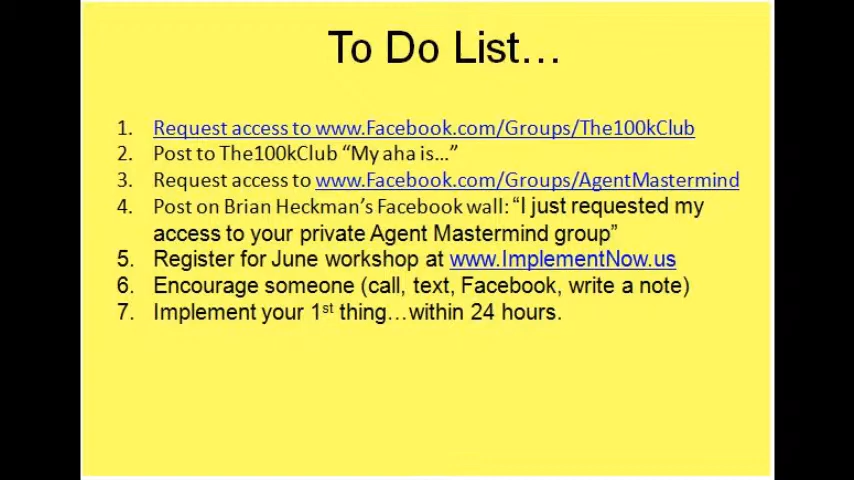 To Do List…
1. Request access to www.Facebook.com/Groups/The100kClub
2. Post to The100kClub “My aha is…”
3. Request access to www.Facebook.com/Groups/AgentMastermind
4. Post on Brian Heckman’s Facebook wall: “I just requested my
access to your private Agent Mastermind group”
5. Register for June workshop at www.ImplementNow.us
6. Encourage someone (call, text, Facebook, write a note)
7. Implement your 1st thing…within 24 hours.